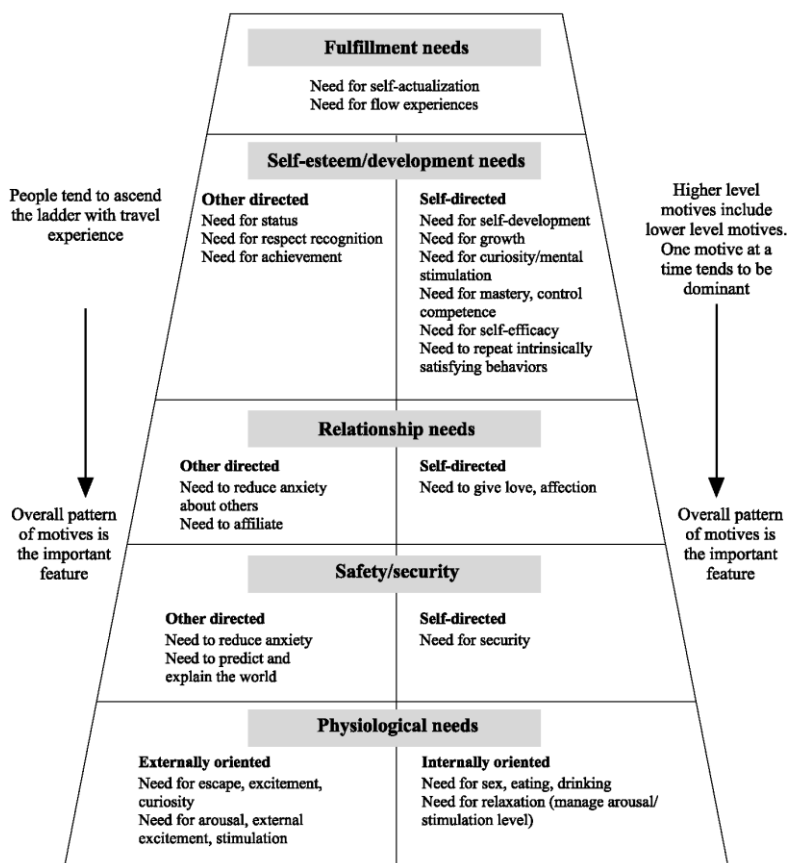 Fulfillment needs
Need for self-actualization
Need for flow experiences
Self-esteem/development needs
People tend to ascend
the ladder with travel
experience
Other directed
Need for status
Need for respect recognition
Need for achievement
Self-directed
Need for self-development
Need for growth
Need for curiosity/mental
stimulation
Need for mastery, control
competence
Need for self-efficacy
Need to repeat intrinsically
satisfying behaviors
Higher level
motives include
lower level motives.
One motive at a
time tends to be
dominant
Relationship needs
Other directed
Need to reduce anxiety
about others
Need to affiliate
Self-directed
Need to give love, affection
Overall pattern
of motives is
the important
feature
Overall pattern
of motives is
the important
feature
Safety/security
Other directed
Need to reduce anxiety
Need to predict and
explain the world
Self-directed
Need for security
Physiological needs
Externally oriented
Need for escape, excitement,
curiosity
Need for arousal, external
excitement, stimulation
Internally oriented
Need for sex, eating, drinking
Need for relaxation (manage arousal/
stimulation level)